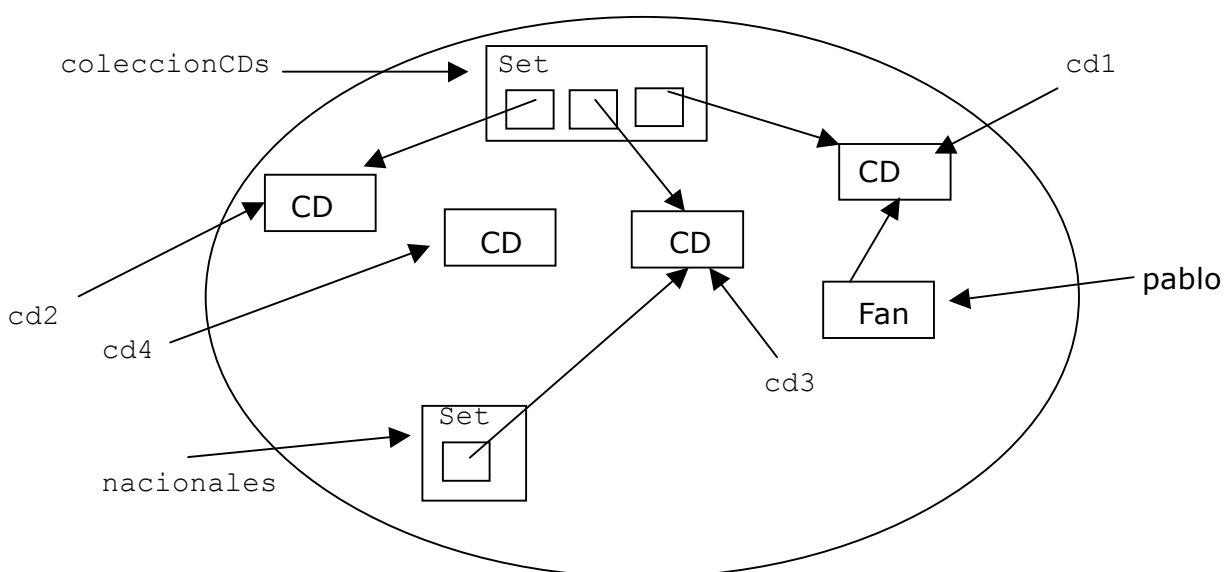 coleccionCDs
Set
cd1
CD
CD
CD
CD
cd2
cd4
Fan
pablo
cd3
Set
nacionales